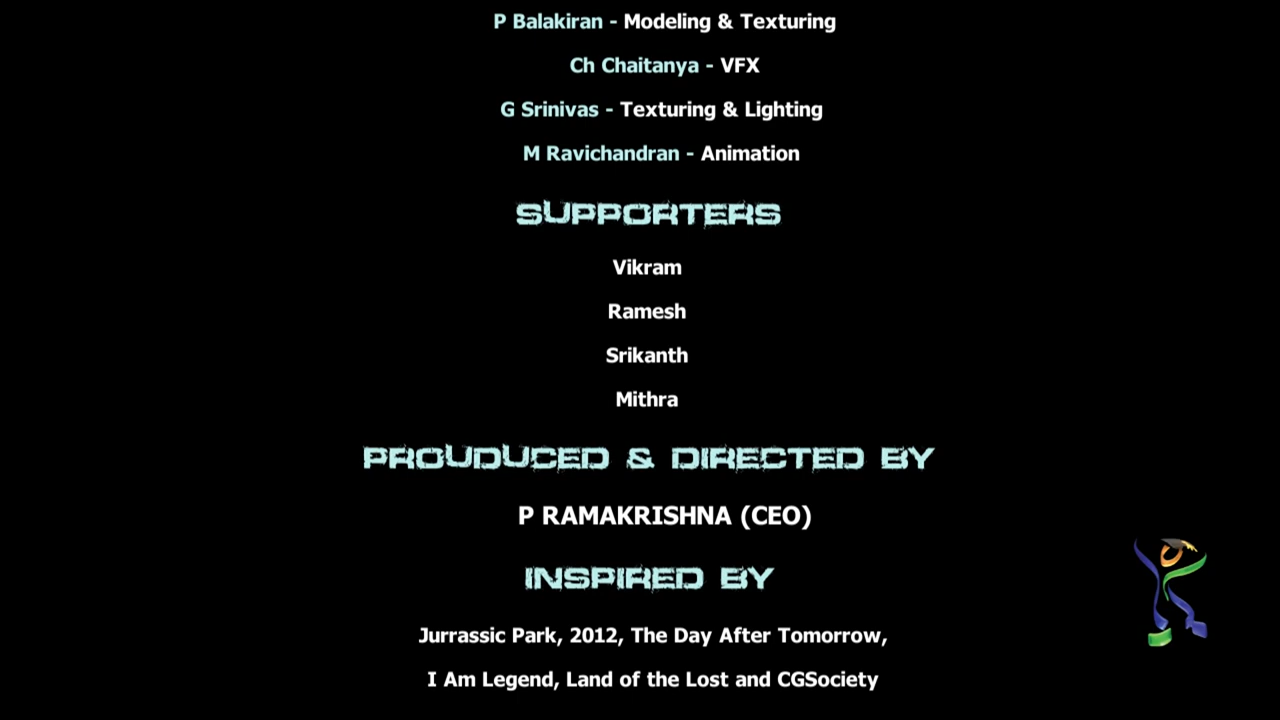 P Balakiran - Modeling & Texturing
Ch Chaitanya - VFX
G Srinivas - Texturing & Lighting
M Ravichandran - Animation
SUPPORTERS
Vikram
Ramesh
Srikanth
Mithra
PROUDUCED & DIRECTED BY
P RAMAKRISHNA (CEO)
INSPIRED BY
Jurrassic Park, 2012, The Day After Tomorrow,
I Am Legend, Land of the Lost and CGSociety